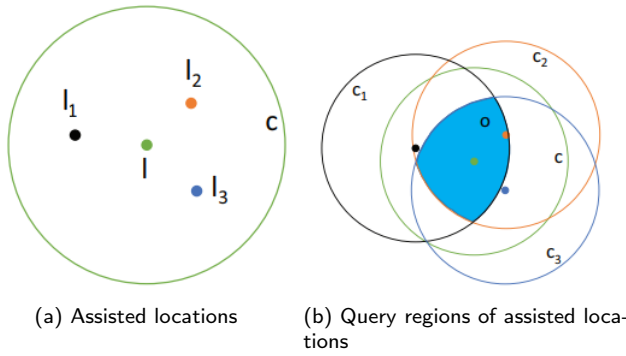 l₁
l₂
c
l
l₃
(a) Assisted locations
c₁
c₂
o
c
c₃
(b) Query regions of assisted loca-
tions